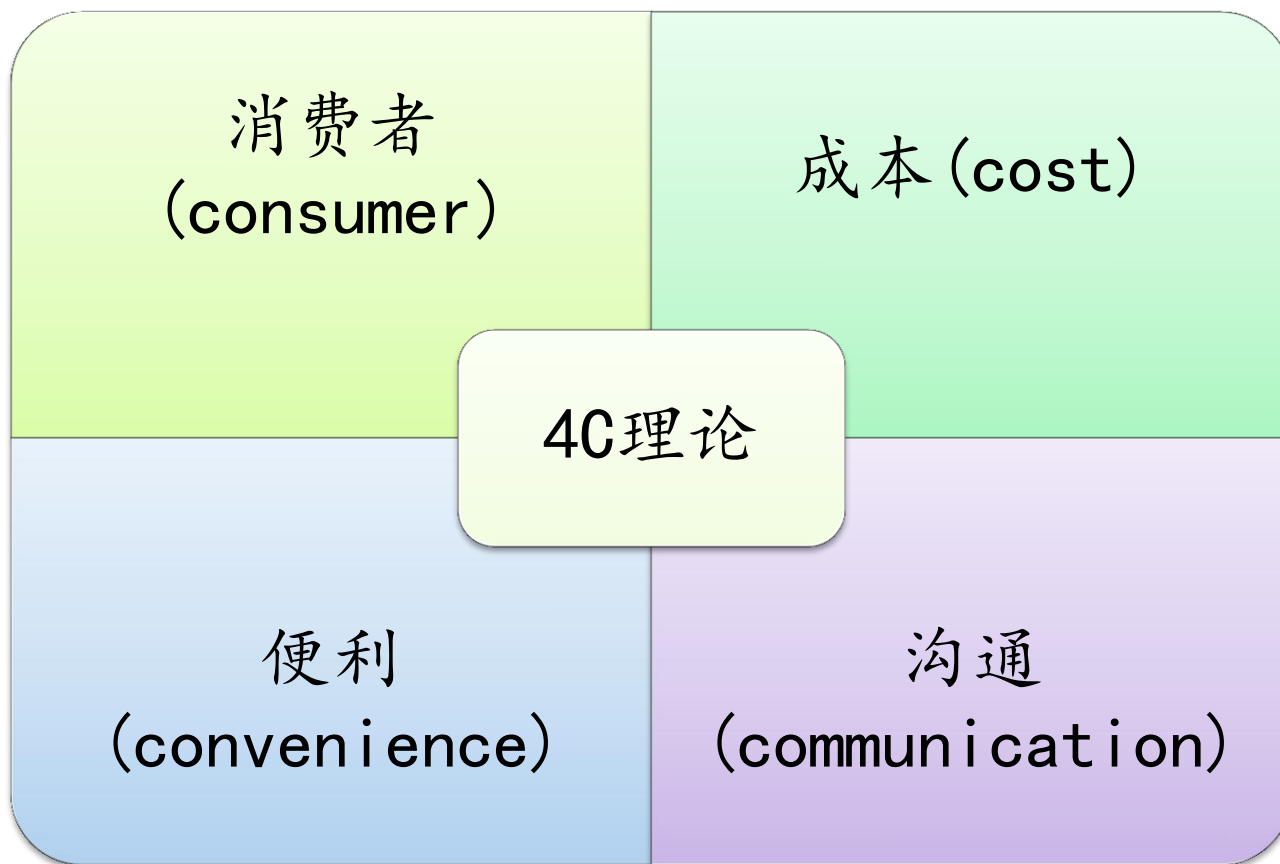 消费者
(consumer)
成本(cost)
4C理论
便利
(convenience)
沟通
(communication)